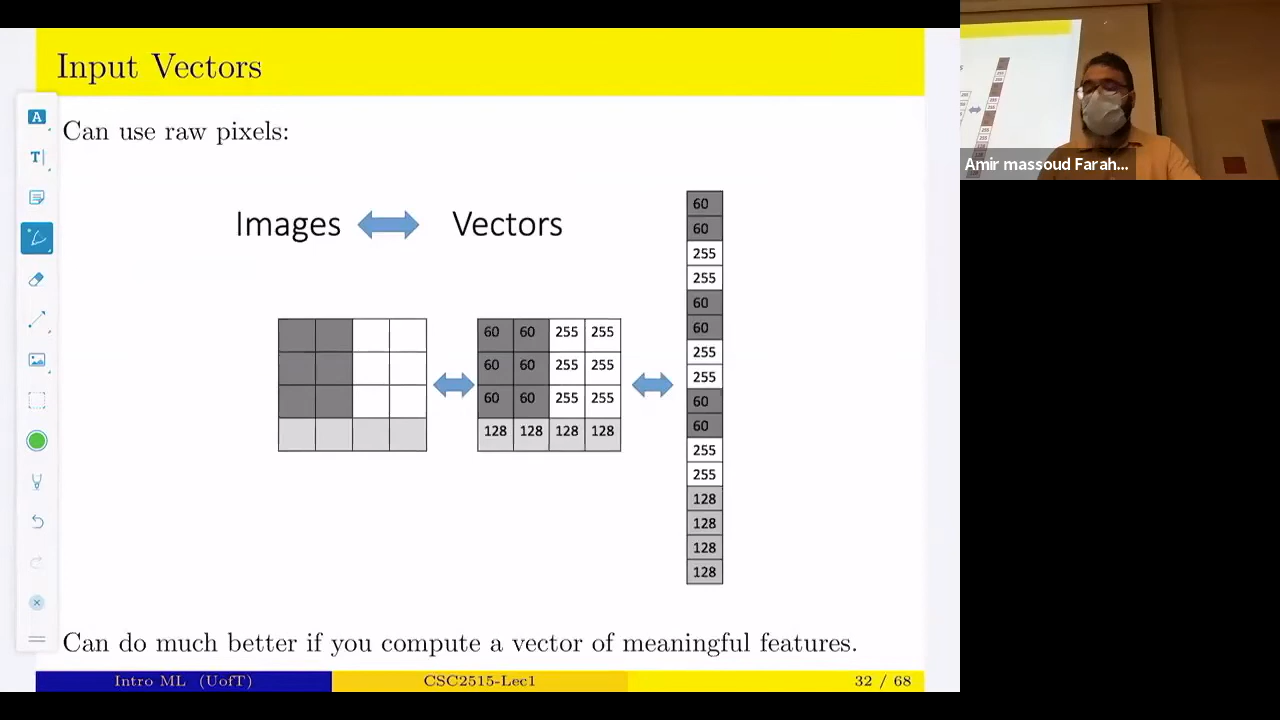 Input Vectors
Can use raw pixels:
Images Vectors
60 60 255 255
60 60 255 255
60 60 255 255
128 128 128 128
60
60
255
255
60
60
255
255
60
60
255
255
128
128
128
128
Can do much better if you compute a vector of meaningful features.
Intro ML (UofT) CSC2515-Lec1 32 / 68
Amir massoud Farah...